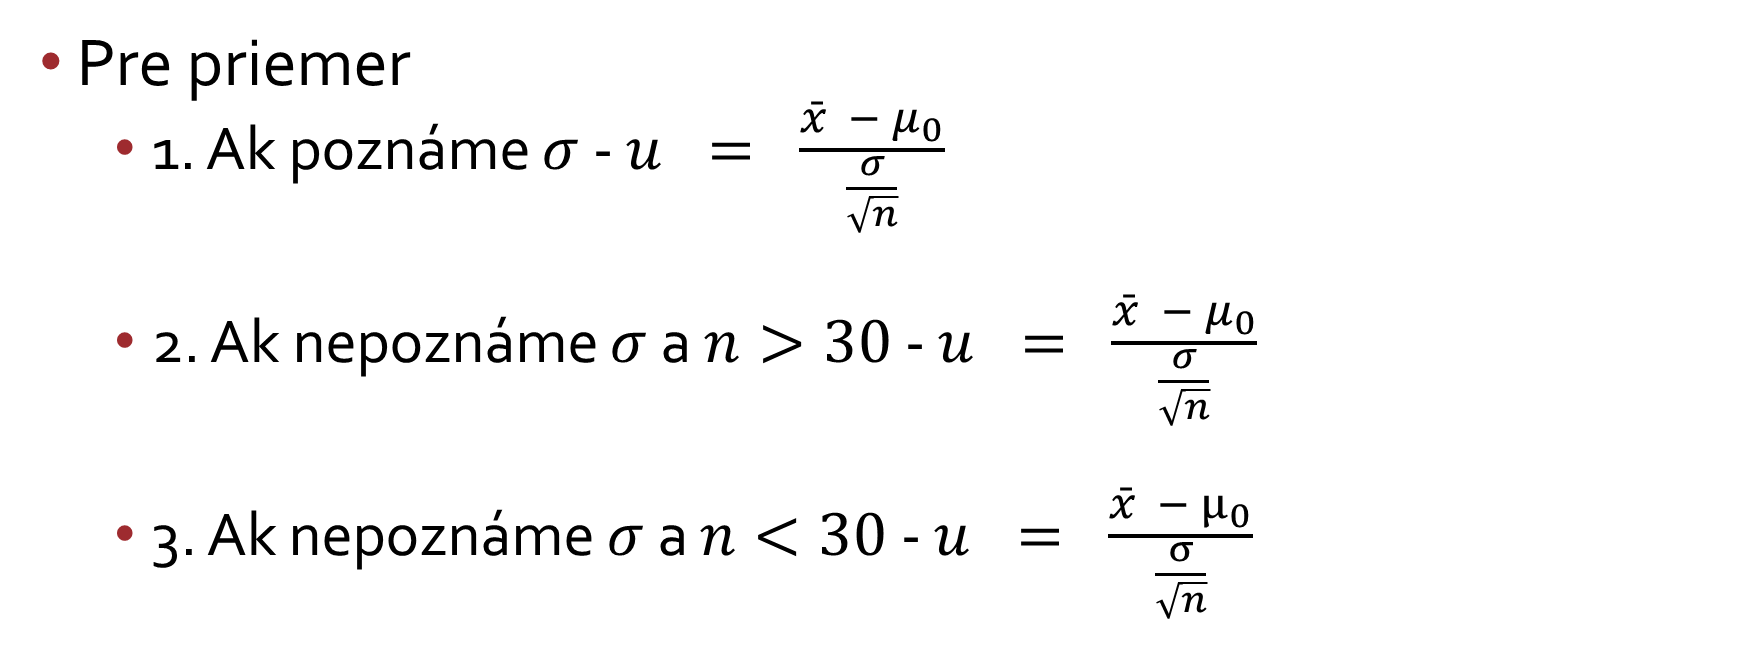 • Pre priemer
• 1. Ak poznáme σ - u = (x̄ − μ₀) / (σ / √n)
• 2. Ak nepoznáme σ a n > 30 - u = (x̄ − μ₀) / (σ / √n)
• 3. Ak nepoznáme σ a n < 30 - u = (x̄ − μ₀) / (σ / √n)